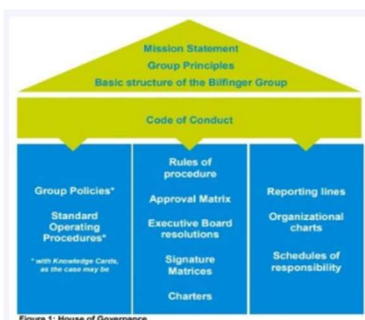 Mission Statement
Group Principles
Basic structure of the Bilfinger Group
Code of Conduct
Group Policies*
Standard
Operating
Procedures*
* with Knowledge Cards,
as the case may be
Rules of
procedure
Approval Matrix
Executive Board
resolutions
Signature
Matrices
Charters
Reporting lines
Organizational
charts
Schedules of
responsibility
Figure 1: House of Governance